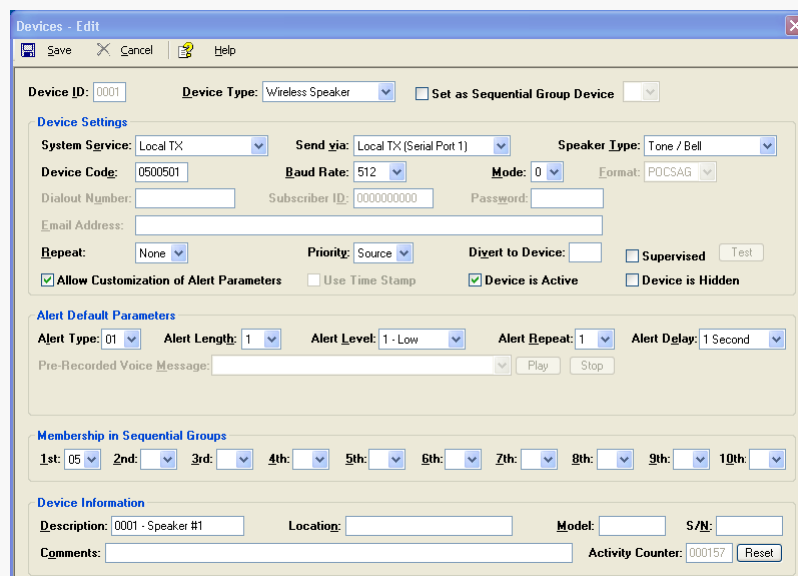 Devices - Edit
Save Cancel Help
Device ID: 0001 Device Type: Wireless Speaker Set as Sequential Group Device
Device Settings
System Service: Local TX Send via: Local TX (Serial Port 1) Speaker Type: Tone / Bell
Device Code: 0500501 Baud Rate: 512 Mode: 0 Format: POCSAG
Dialout Number: Subscriber ID: 0000000000 Password:
Email Address:
Repeat: None Priority: Source Divert to Device: Supervised Test
Allow Customization of Alert Parameters Use Time Stamp Device is Active Device is Hidden
Alert Default Parameters
Alert Type: 01 Alert Length: 1 Alert Level: 1 - Low Alert Repeat: 1 Alert Delay: 1 Second
Pre-Recorded Voice Message: Play Stop
Membership in Sequential Groups
1st: 05 2nd: 3rd: 4th: 5th: 6th: 7th: 8th: 9th: 10th:
Device Information
Description: 0001 - Speaker #1 Location: Model: S/N:
Comments: Activity Counter: 000157 Reset